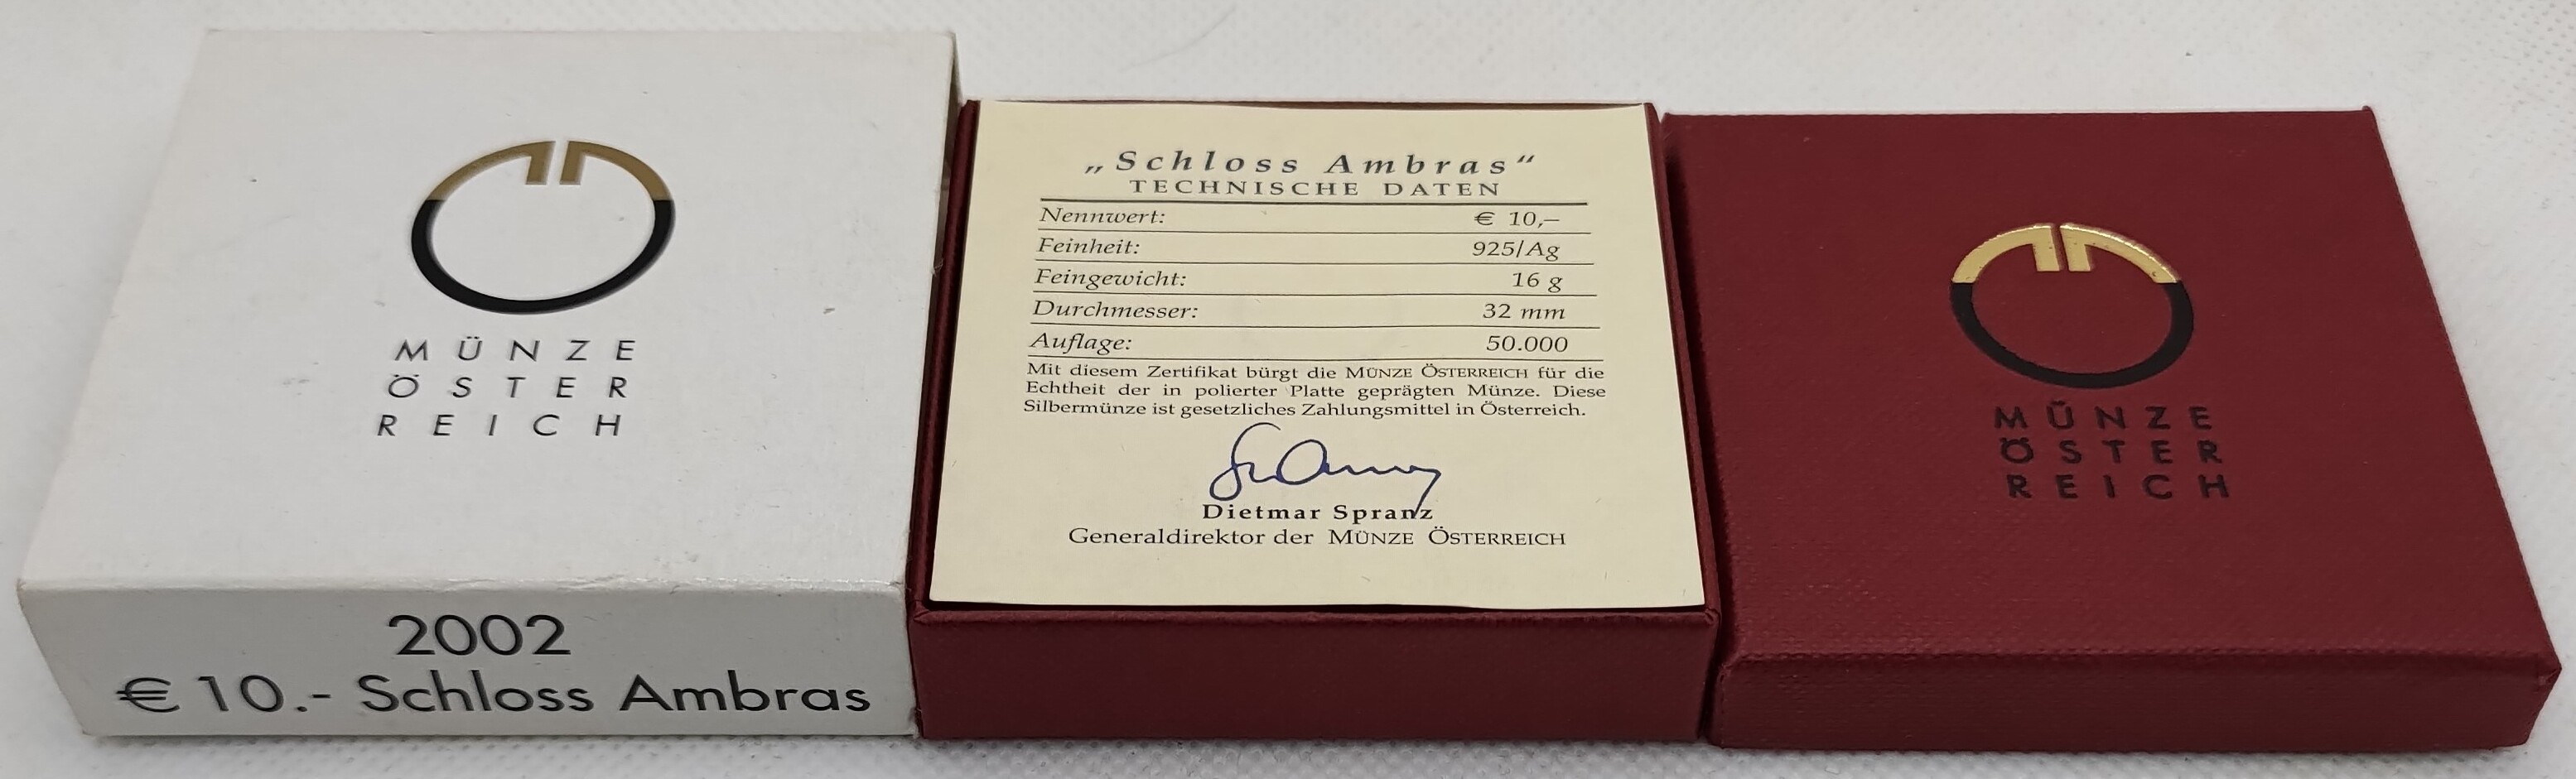 MÜNZE
ÖSTER
REICH
2002
€ 10.- Schloss Ambras
„Schloss Ambras“
TECHNISCHE DATEN
Nennwert: € 10,–
Feinheit: 925/Ag
Feingewicht: 16 g
Durchmesser: 32 mm
Auflage: 50.000
Mit diesem Zertifikat bürgt die MÜNZE ÖSTERREICH für die
Echtheit der in polierter Platte geprägten Münze. Diese
Silbermünze ist gesetzliches Zahlungsmittel in Österreich.
Dietmar Spranz
Generaldirektor der MÜNZE ÖSTERREICH
MÜNZE
ÖSTER
REICH